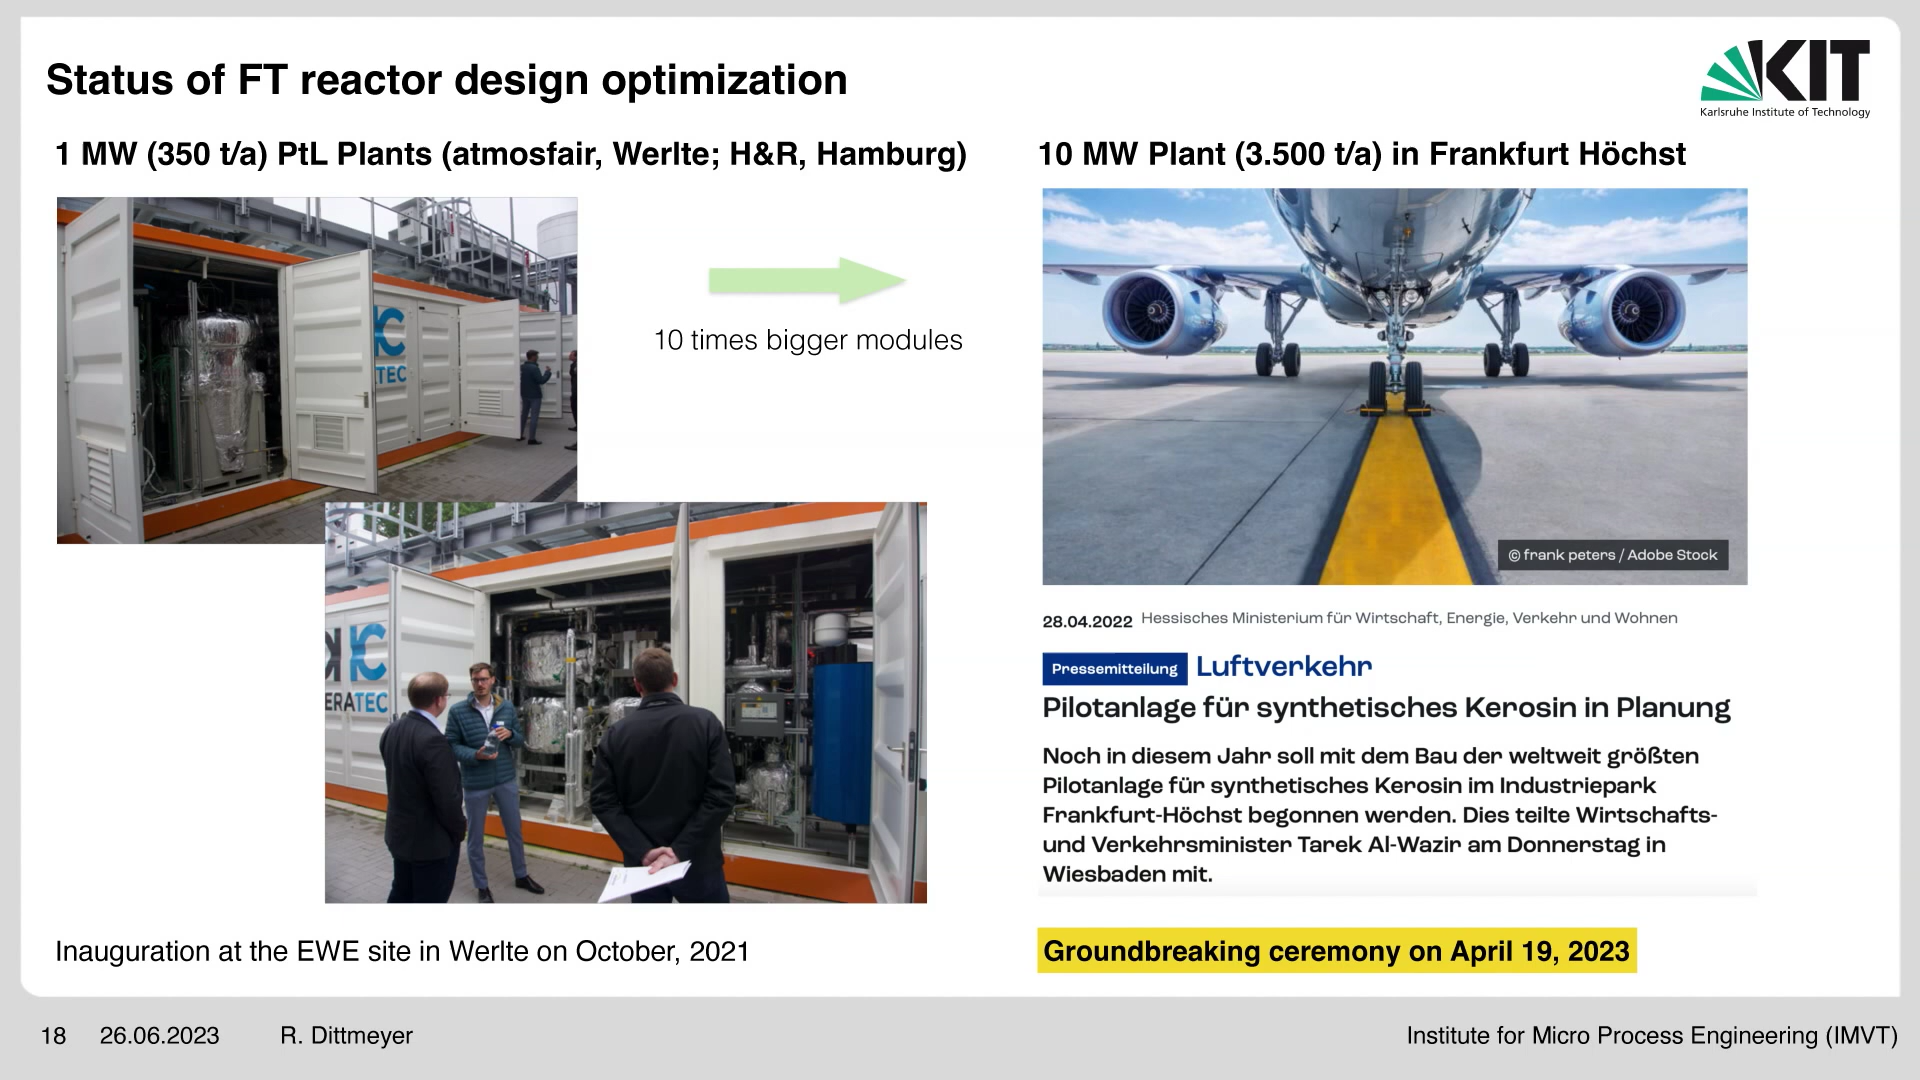 Status of FT reactor design optimization
KIT
Karlsruhe Institute of Technology
1 MW (350 t/a) PtL Plants (atmosfair, Werlte; H&R, Hamburg)
10 times bigger modules
IC
TEC
IC
ERATEC
Inauguration at the EWE site in Werlte on October, 2021
10 MW Plant (3.500 t/a) in Frankfurt Höchst
© frank peters / Adobe Stock
28.04.2022 Hessisches Ministerium für Wirtschaft, Energie, Verkehr und Wohnen
Pressemitteilung Luftverkehr
Pilotanlage für synthetisches Kerosin in Planung
Noch in diesem Jahr soll mit dem Bau der weltweit größten
Pilotanlage für synthetisches Kerosin im Industriepark
Frankfurt-Höchst begonnen werden. Dies teilte Wirtschafts-
und Verkehrsminister Tarek Al-Wazir am Donnerstag in
Wiesbaden mit.
Groundbreaking ceremony on April 19, 2023
18 26.06.2023 R. Dittmeyer
Institute for Micro Process Engineering (IMVT)